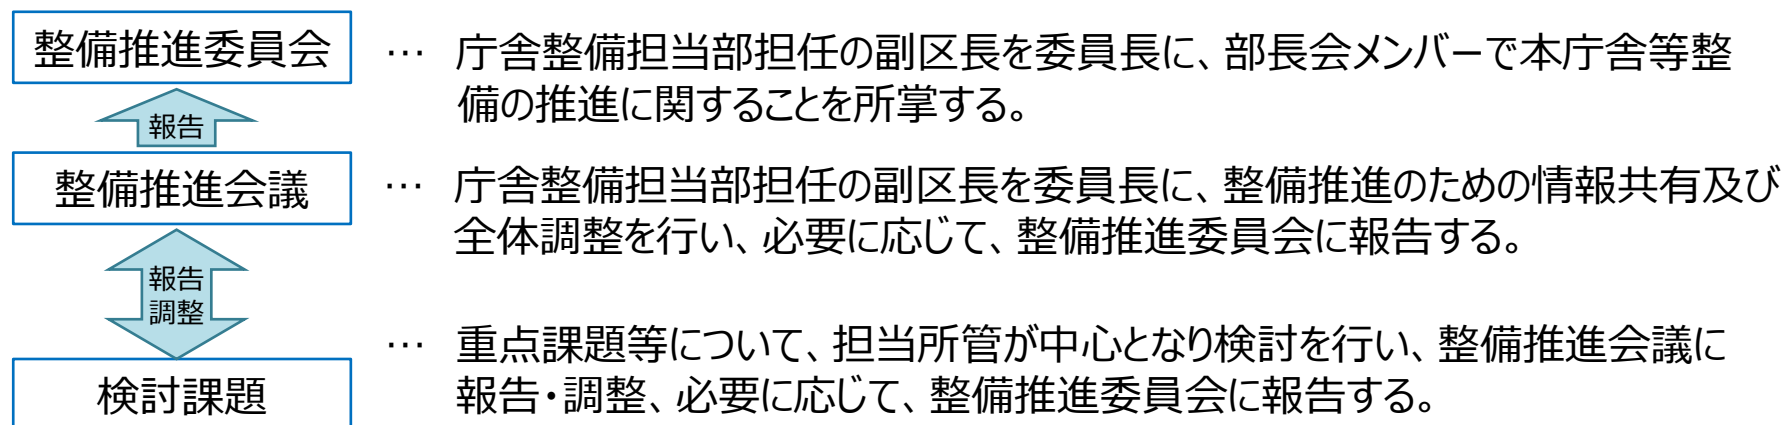 整備推進委員会
… 庁舎整備担当部担任の副区長を委員長に、部長会メンバーで本庁舎等整
備の推進に関することを所掌する。
報告
整備推進会議
… 庁舎整備担当部担任の副区長を委員長に、整備推進のための情報共有及び
全体調整を行い、必要に応じて、整備推進委員会に報告する。
報告
調整
検討課題
… 重点課題等について、担当所管が中心となり検討を行い、整備推進会議に
報告・調整、必要に応じて、整備推進委員会に報告する。